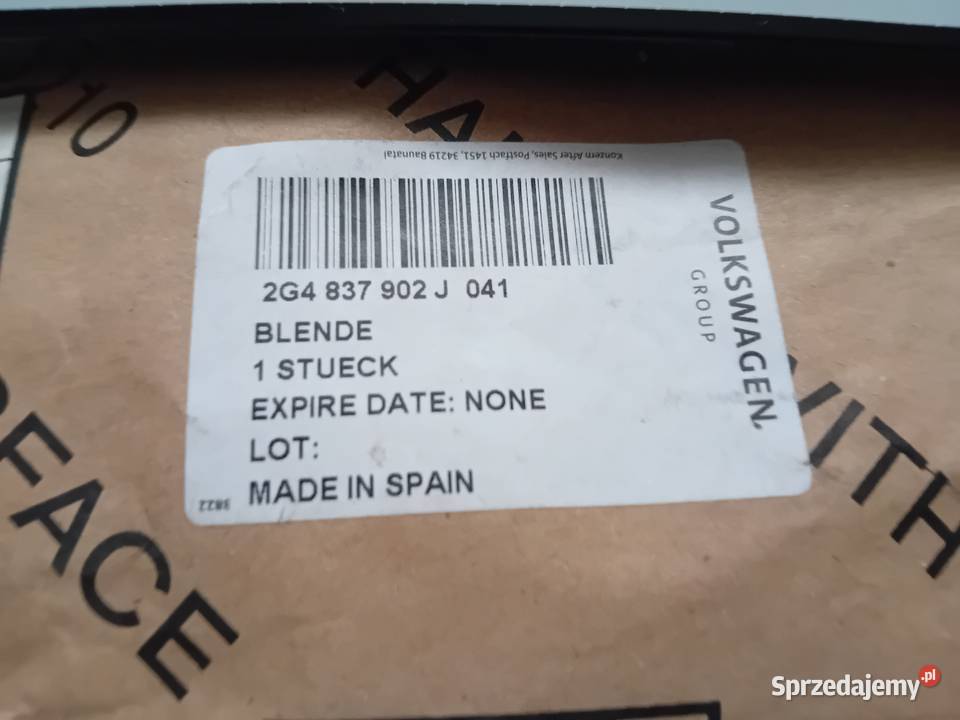 Konzern After Sales, Postfach 1451, 34219 Baunatal
2G4 837 902 J 041
BLENDE
1 STUECK
EXPIRE DATE: NONE
LOT:
MADE IN SPAIN
3822
VOLKSWAGEN
GROUP
10
WITH
Sprzedajemy.pl